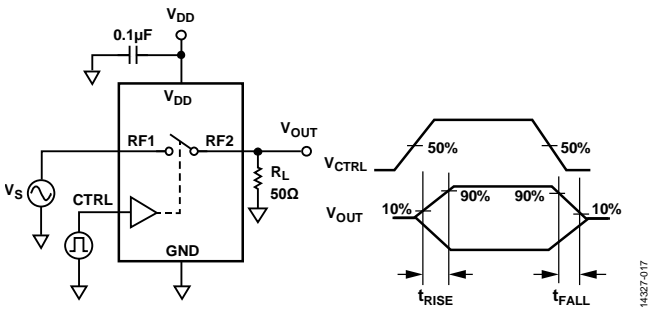 VDD
0.1µF
VDD
RF1
RF2
VOUT
VS
CTRL
RL
50Ω
GND
VCTRL
50%
50%
VOUT
10%
90%
90%
10%
tRISE
tFALL
14327-017